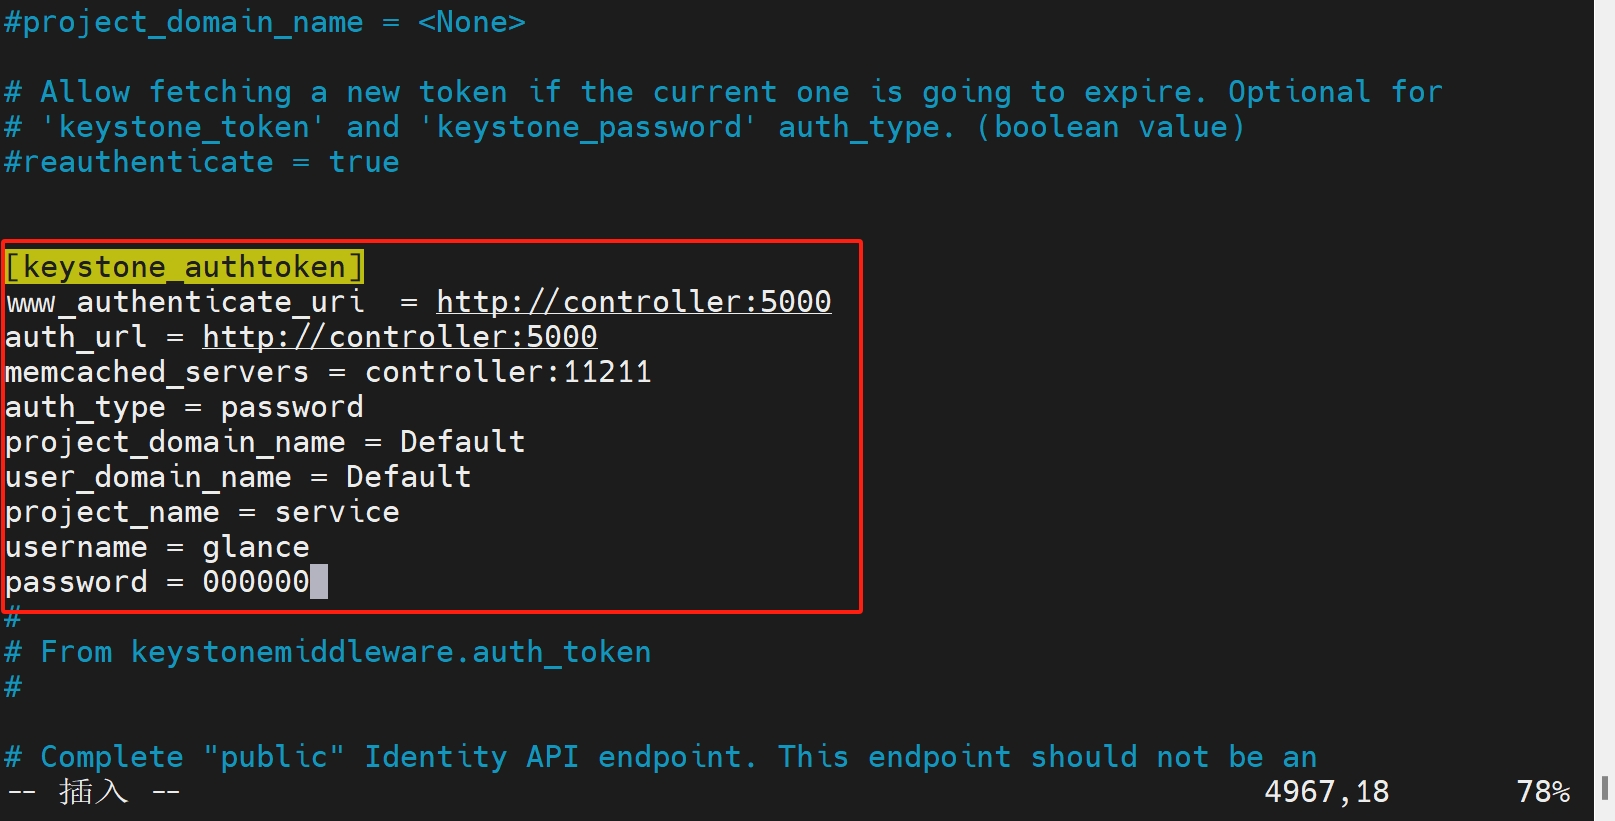 #project_domain_name = <None>
# Allow fetching a new token if the current one is going to expire. Optional for
# 'keystone_token' and 'keystone_password' auth_type. (boolean value)
#reauthenticate = true
[keystone_authtoken]
www_authenticate_uri  = http://controller:5000
auth_url = http://controller:5000
memcached_servers = controller:11211
auth_type = password
project_domain_name = Default
user_domain_name = Default
project_name = service
username = glance
password = 000000
#
# From keystonemiddleware.auth_token
#
# Complete "public" Identity API endpoint. This endpoint should not be an
-- 插入 -- 4967,18 78%